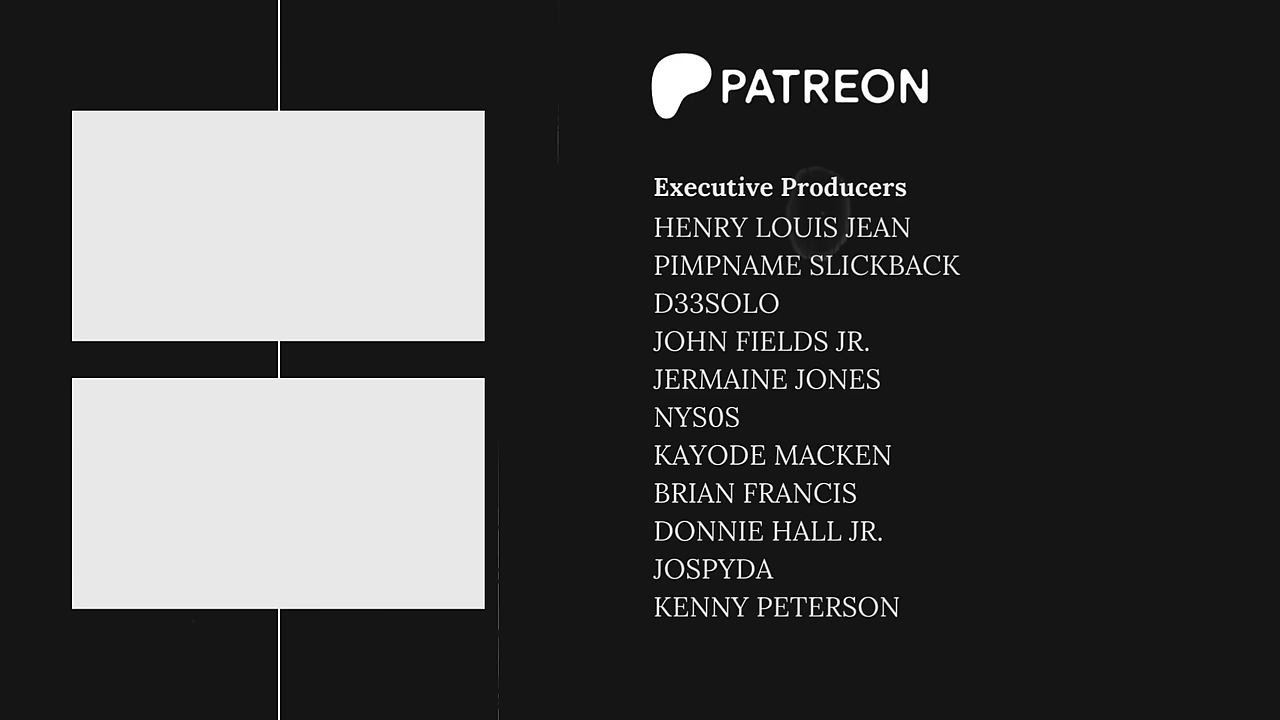 PATREON
Executive Producers
HENRY LOUIS JEAN
PIMPNAME SLICKBACK
D33SOLO
JOHN FIELDS JR.
JERMAINE JONES
NYS0S
KAYODE MACKEN
BRIAN FRANCIS
DONNIE HALL JR.
JOSPYDA
KENNY PETERSON